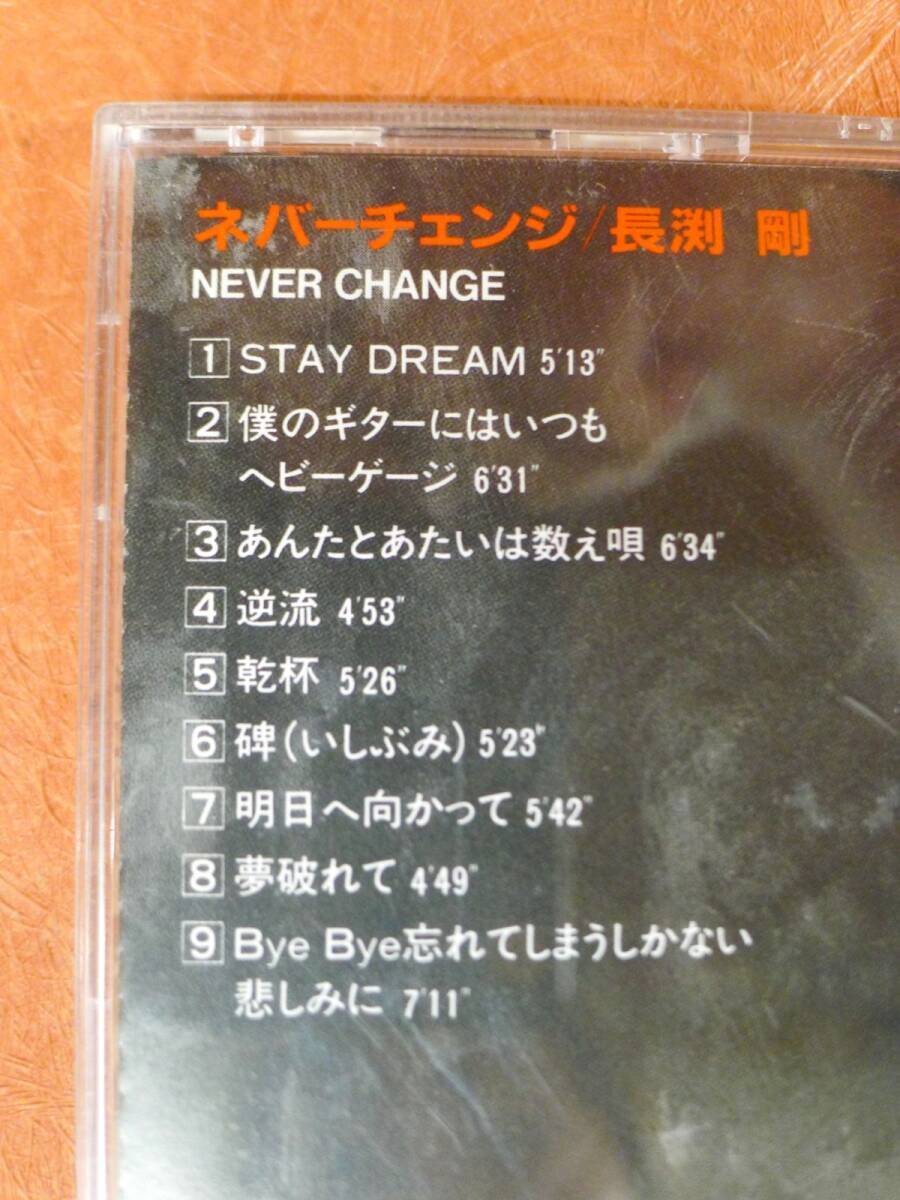 ネバーチェンジ/長渕 剛
NEVER CHANGE
1 STAY DREAM 5'13"
2 僕のギターにはいつも
ヘビーゲージ 6'31"
3 あんたとあたいは数え唄 6'34"
4 逆流 4'53"
5 乾杯 5'26"
6 碑(いしぶみ) 5'23"
7 明日へ向かって 5'42"
8 夢破れて 4'49"
9 Bye Bye忘れてしまうしかない
悲しみに 7'11"